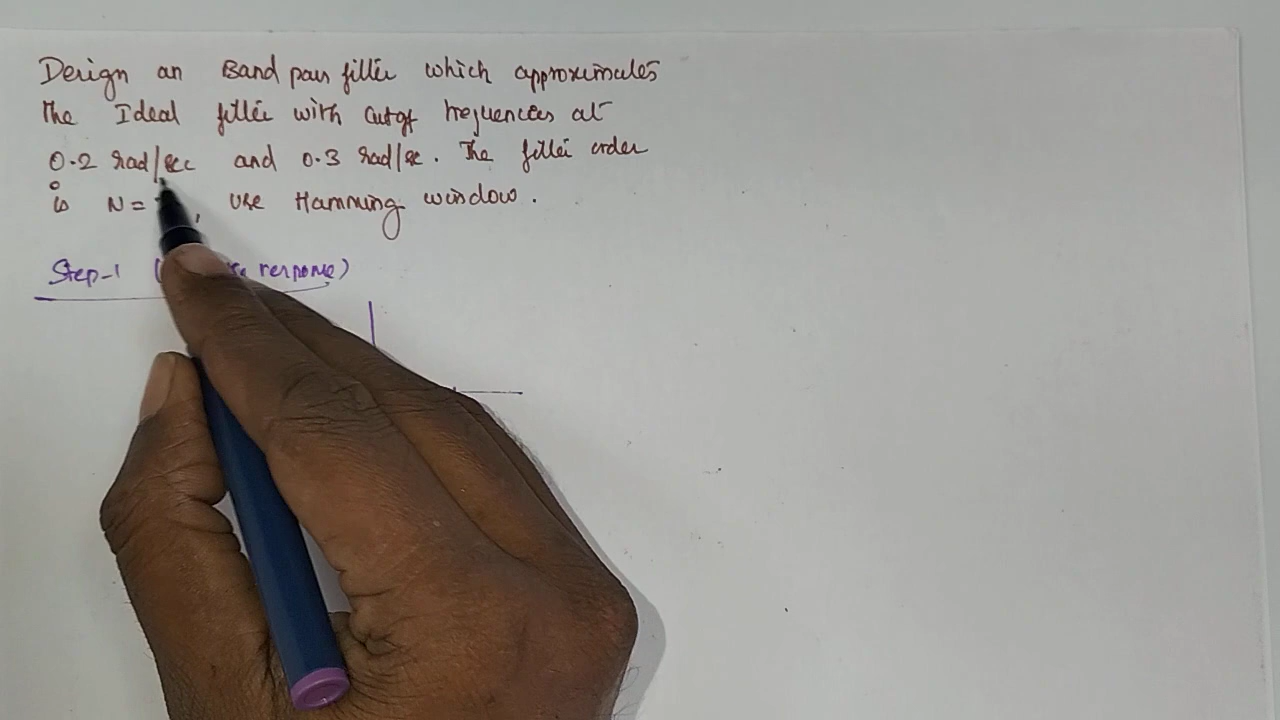 Design an Band pass filter which approximates
the Ideal filter with cutoff frequencies at
0.2 rad/sec and 0.3 rad/sec. The filter order
is N = , use Hamming window.
Step-1 ( response)